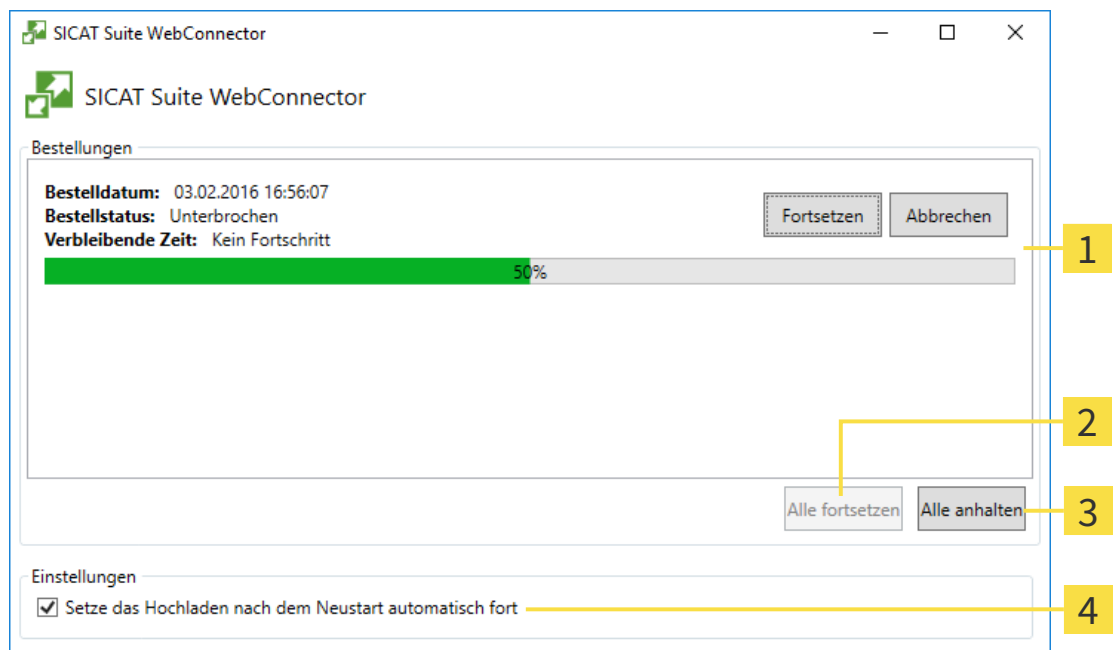 SICAT Suite WebConnector
SICAT Suite WebConnector
Bestellungen
Bestelldatum: 03.02.2016 16:56:07
Bestellstatus: Unterbrochen
Verbleibende Zeit: Kein Fortschritt
Fortsetzen
Abbrechen
1
50%
2
Alle fortsetzen
Alle anhalten
3
Einstellungen
Setze das Hochladen nach dem Neustart automatisch fort
4